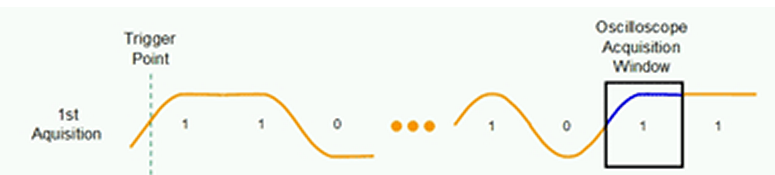 Trigger
Point
Oscilloscope
Acquisition
Window
1st
Aquisition
1 1 0 1 0 1 1